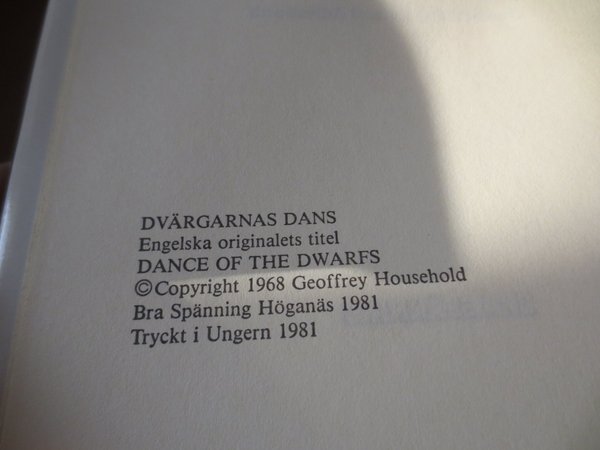 DVÄRGARNAS DANS
Engelska originalets titel
DANCE OF THE DWARFS
©Copyright 1968 Geoffrey Household
Bra Spänning Höganäs 1981
Tryckt i Ungern 1981